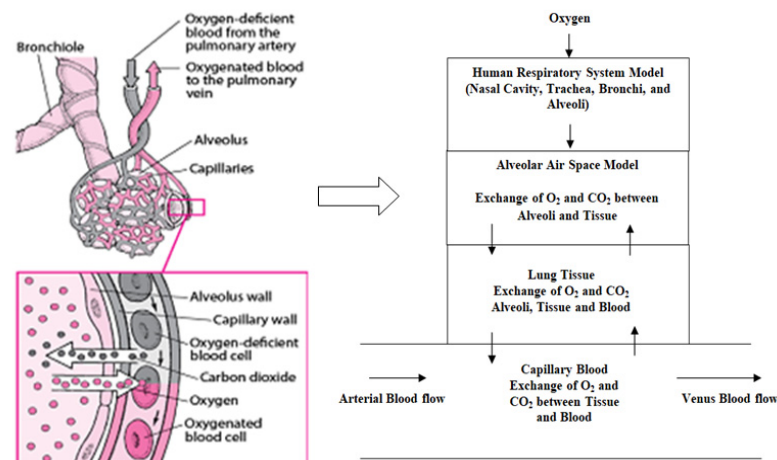 Oxygen-deficient
blood from the
pulmonary artery
Bronchiole
Oxygenated blood
to the pulmonary
vein
Alveolus
Capillaries
Alveolus wall
Capillary wall
Oxygen-deficient
blood cell
Carbon dioxide
Oxygen
Oxygenated
blood cell
Oxygen
Human Respiratory System Model
(Nasal Cavity, Trachea, Bronchi, and
Alveoli)
Alveolar Air Space Model
Exchange of O₂ and CO₂ between
Alveoli and Tissue
Lung Tissue
Exchange of O₂ and CO₂
Alveoli, Tissue and Blood
Capillary Blood
Exchange of O₂ and
CO₂ between Tissue
and Blood
Arterial Blood flow
Venus Blood flow